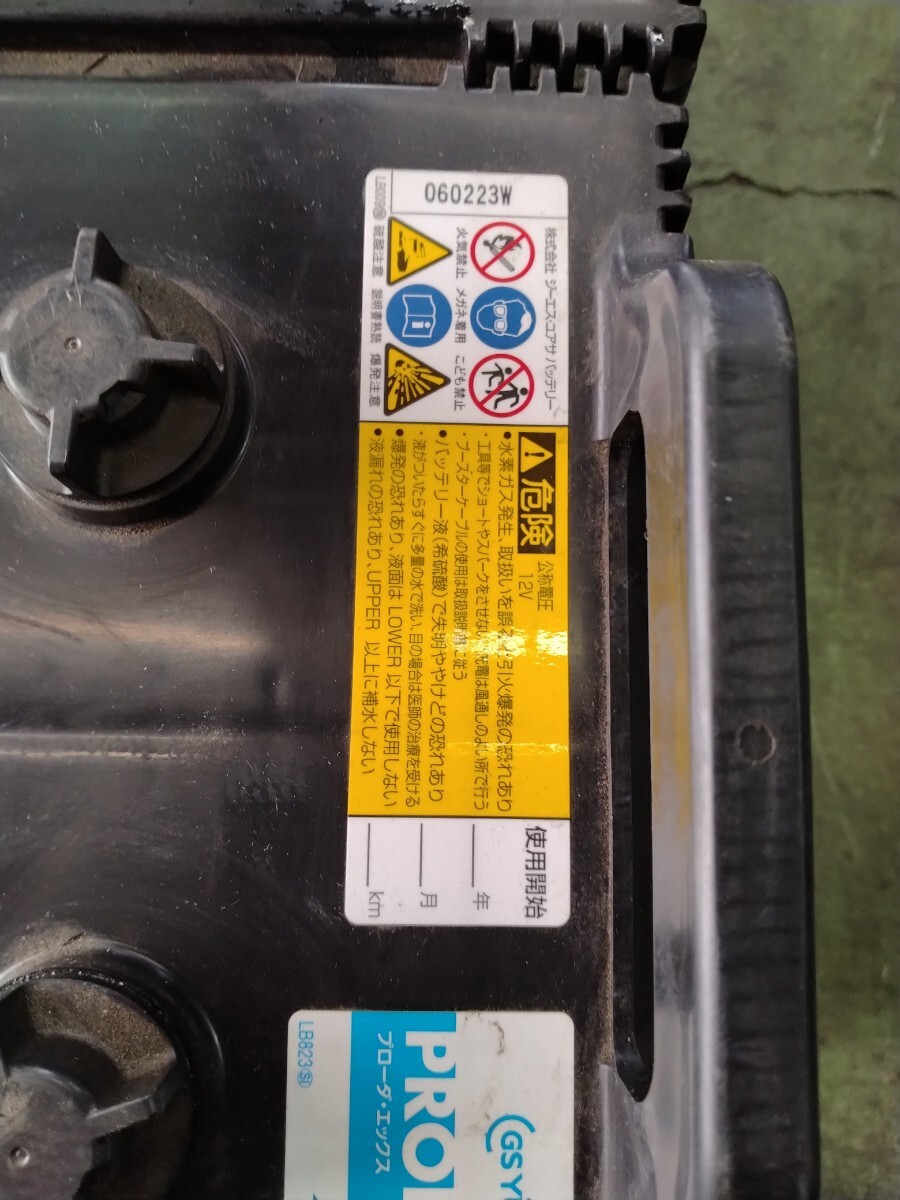 060223W
株式会社 ジーエス・ユアサ バッテリー
火気禁止 メガネ着用 こども禁止
硫酸注意 説明書熟読 爆発注意
危険
公称電圧
12V
●水素ガス発生、取扱いを誤ると引火爆発の恐れあり
・工具等でショートやスパークをさせない 充電は風通しのよい所で行う
・ブースターケーブルの使用は取扱説明書に従う
●バッテリー液(希硫酸)で失明ややけどの恐れあり
・液がついたらすぐに多量の水で洗い、目の場合は医師の治療を受ける
●爆発の恐れあり、液面は LOWER 以下で使用しない
●液漏れの恐れあり、UPPER 以上に補水しない
使用開始
年
月
km
GSY
PRO
プローダ・エックス
LB823